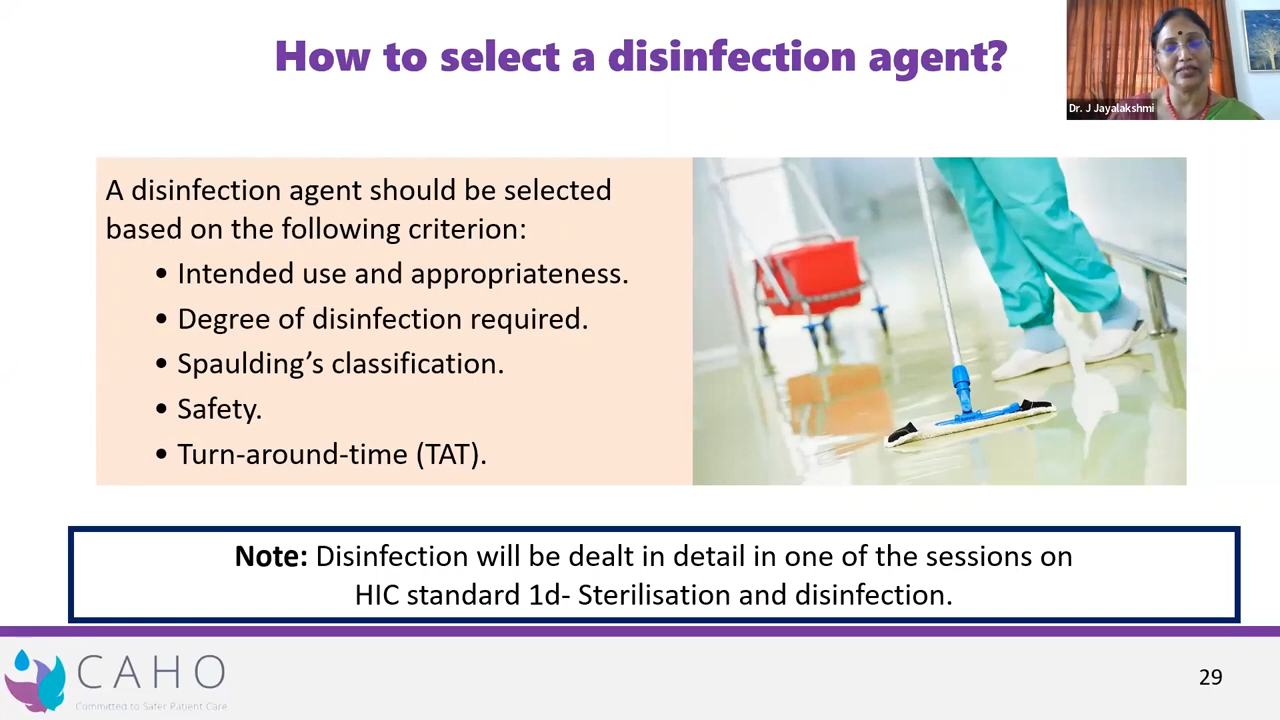 How to select a disinfection agent?
Dr. J Jayalakshmi
A disinfection agent should be selected
based on the following criterion:
• Intended use and appropriateness.
• Degree of disinfection required.
• Spaulding’s classification.
• Safety.
• Turn-around-time (TAT).
Note: Disinfection will be dealt in detail in one of the sessions on
HIC standard 1d- Sterilisation and disinfection.
CAHO
Committed to Safer Patient Care
29